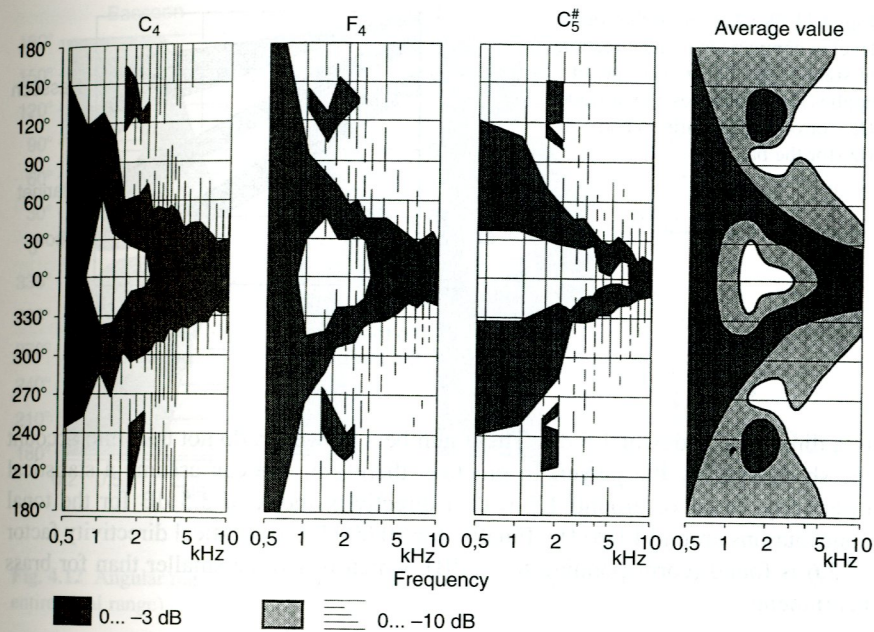 C4 F4 C5# Average value
180°
150°
120°
90°
60°
30°
0°
330°
300°
270°
240°
210°
180°
0,5 1 2 5 10 0,5 1 2 5 10 0,5 1 2 5 10 0,5 1 2 5 10
kHz kHz kHz kHz
Frequency
0... −3 dB 0... −10 dB